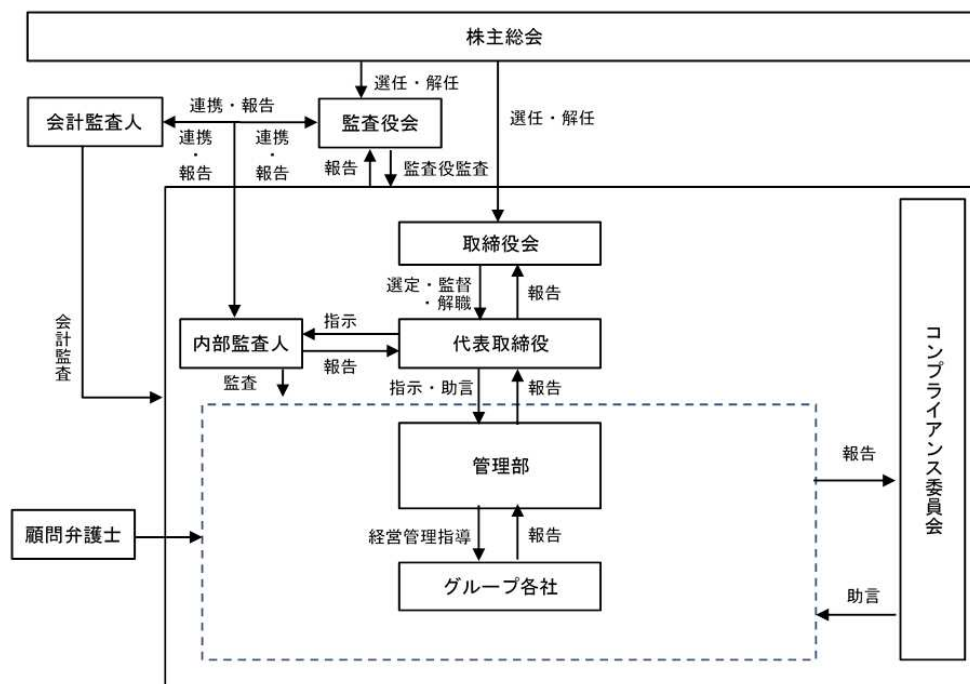 株主総会
選任・解任
選任・解任
会計監査人
連携・報告
監査役会
連携
・
報告
連携
・
報告
報告
監査役監査
取締役会
選定・監督
・解職
報告
会計監査
内部監査人
指示
報告
代表取締役
監査
指示・助言
報告
管理部
報告
コンプライアンス委員会
顧問弁護士
経営管理指導
報告
グループ各社
助言